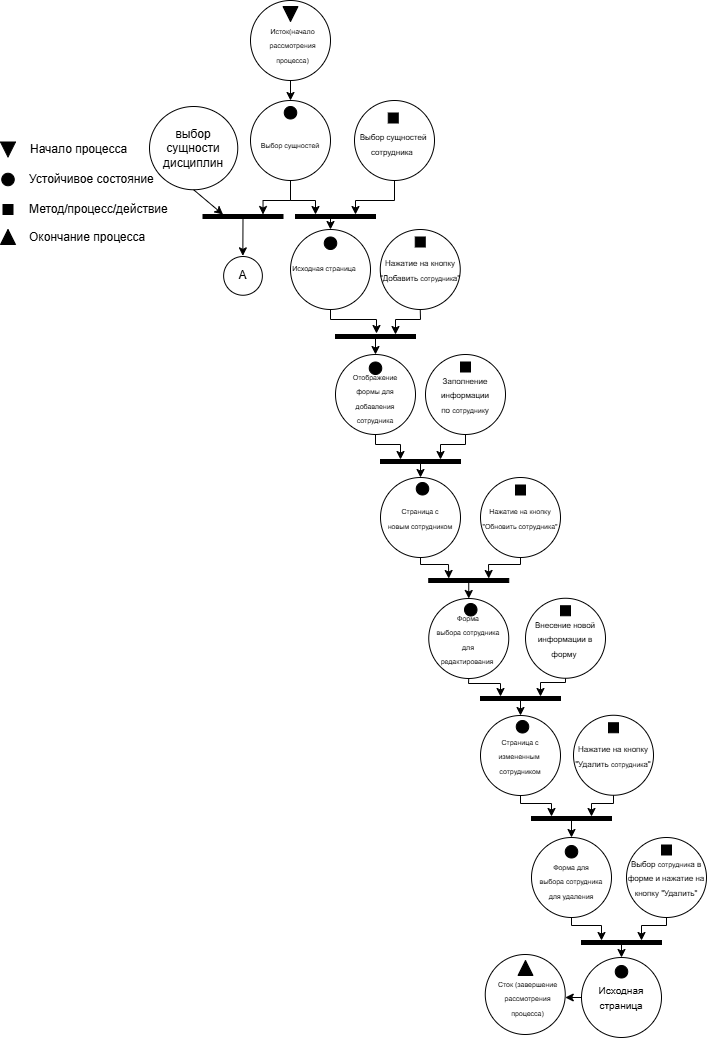 Исток(начало
рассмотрения
процесса)
выбор
сущности
дисциплин
Выбор сущностей
Выбор сущностей
сотрудника
Начало процесса
Устойчивое состояние
Метод/процесс/действие
Окончание процесса
А
Исходная страница
Нажатие на кнопку
"Добавить сотрудника"
Отображение
формы для
добавления
сотрудника
Заполнение
информации
по сотруднику
Страница с
новым сотрудником
Нажатие на кнопку
"Обновить сотрудника"
Форма
выбора сотрудника
для
редактирования
Внесение новой
информации в
форму
Страница с
измененным
сотрудником
Нажатие на кнопку
"Удалить сотрудника"
Форма для
выбора сотрудника
для удаления
Выбор сотрудника в
форме и нажатие на
кнопку "Удалить"
Сток (завершение
рассмотрения
процесса)
Исходная
страница